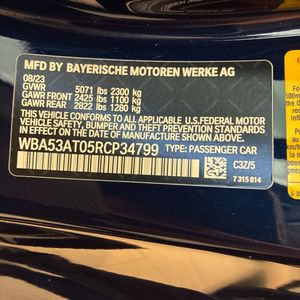 MFD BY BAYERISCHE MOTOREN WERKE AG
08/23
GVWR 5071 lbs 2300 kg
GAWR FRONT 2425 lbs 1100 kg
GAWR REAR 2822 lbs 1280 kg
THIS VEHICLE CONFORMS TO ALL APPLICABLE U.S.FEDERAL MOTOR
VEHICLE SAFETY, BUMPER, AND THEFT PREVENTION
STANDARDS IN EFFECT ON THE DATE OF
MANUFACTURE SHOWN ABOVE.
WBA53AT05RCP34799 TYPE: PASSENGER CAR
C3Z/5
7 315 814